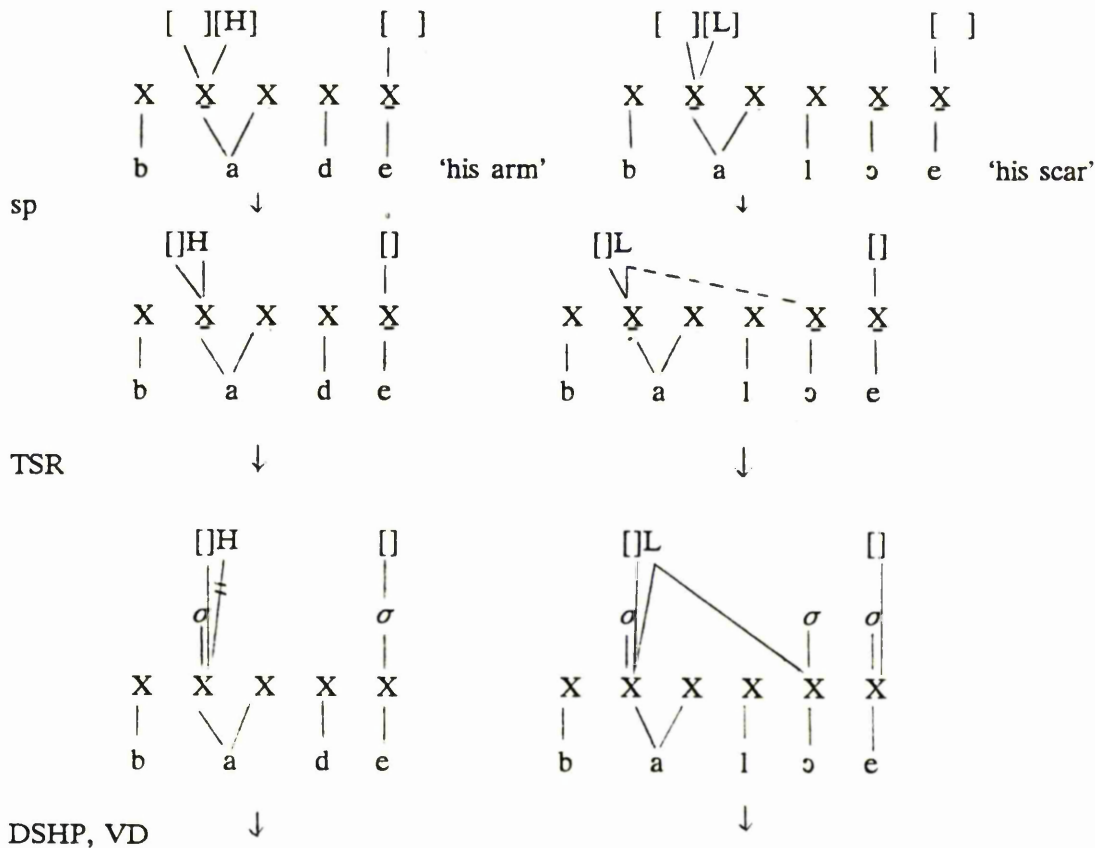 [ ][H] [ ] [ ][L] [ ]
X X X X X X X X X X X
b a d e 'his arm' b a l ɔ e 'his scar'
sp ↓ ↓
[]H [] []L []
X X X X X X X X X X X
b a d e b a l ɔ e
TSR ↓ ↓
[]H [] []L []
σ σ σ σ σ
X X X X X X X X X X X
b a d e b a l ɔ e
DSHP, VD ↓ ↓